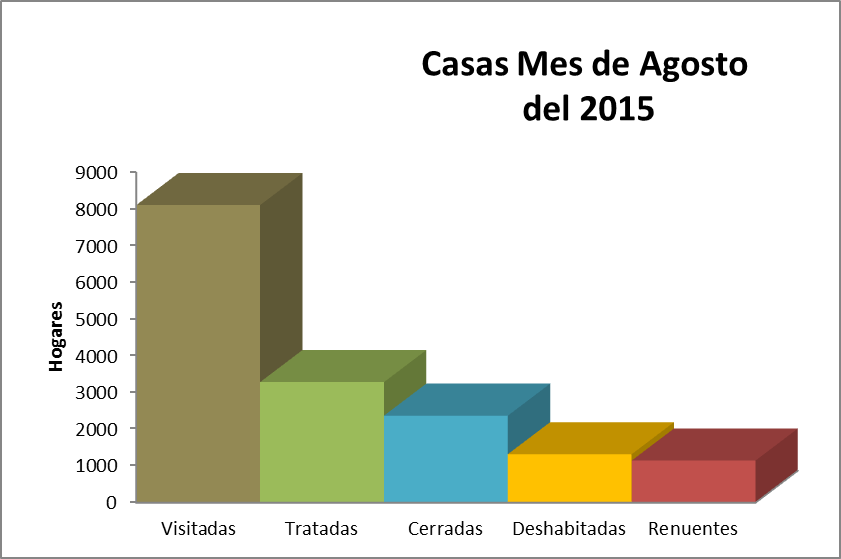 Casas Mes de Agosto
del 2015
9000
8000
7000
6000
5000
4000
3000
2000
1000
0
Hogares
Visitadas Tratadas Cerradas Deshabitadas Renuentes